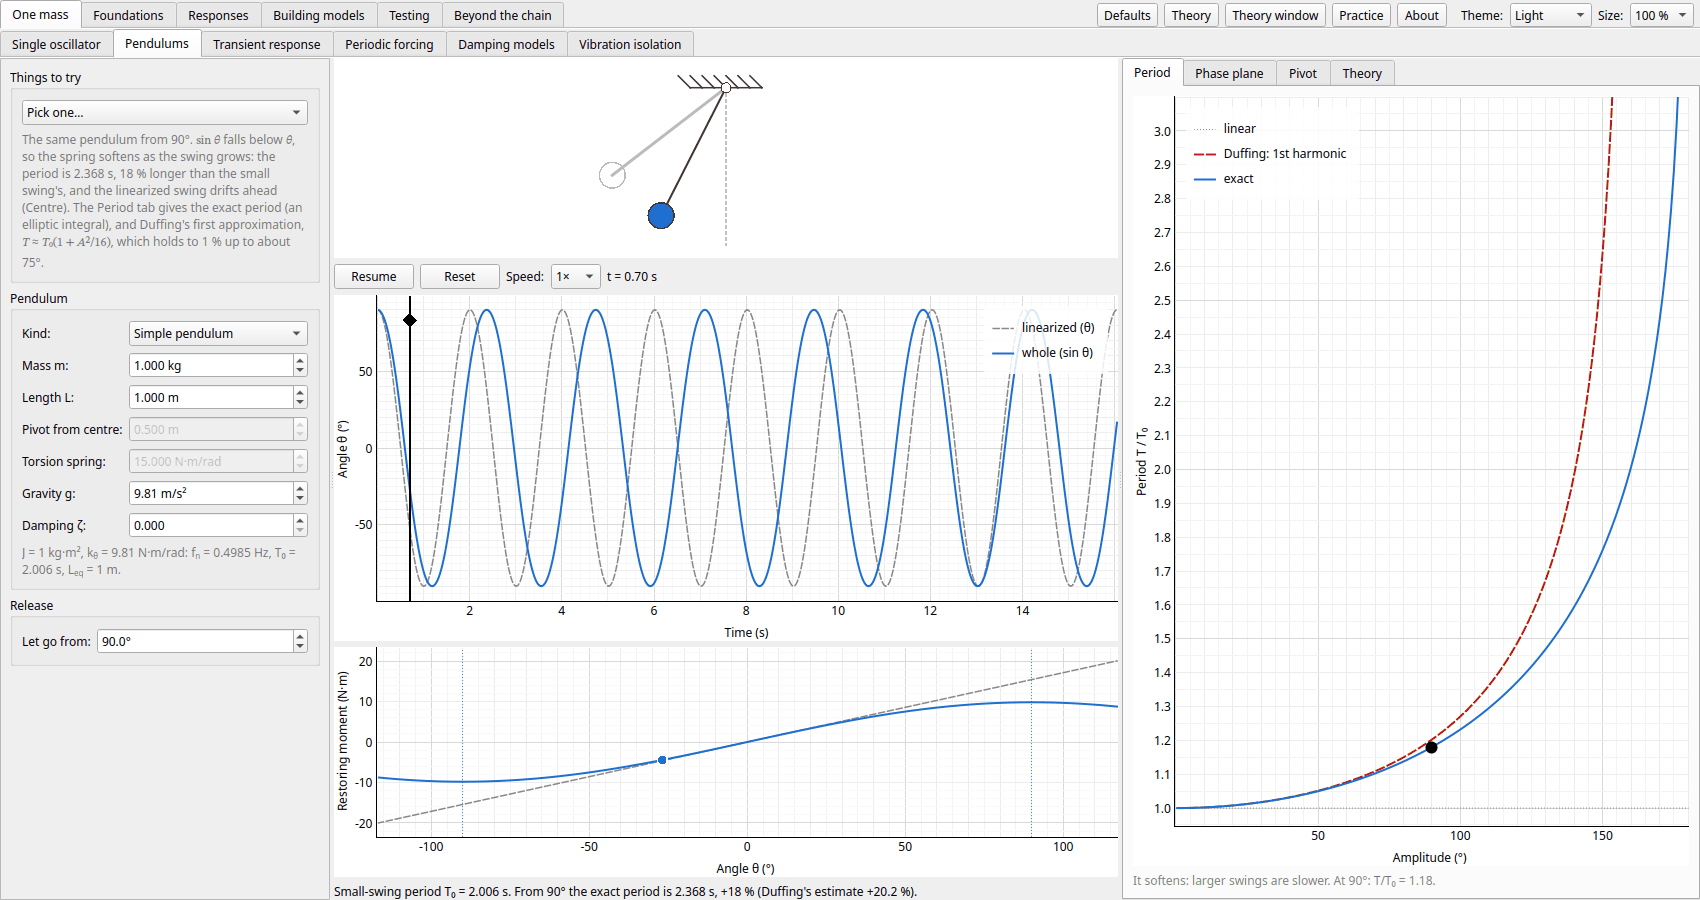 One mass
Foundations
Responses
Building models
Testing
Beyond the chain
Defaults
Theory
Theory window
Practice
About
Theme:
Light
Size:
100 %
Single oscillator
Pendulums
Transient response
Periodic forcing
Damping models
Vibration isolation
Things to try
Pick one...
The same pendulum from 90°. sin θ falls below θ,
so the spring softens as the swing grows: the
period is 2.368 s, 18 % longer than the small
swing's, and the linearized swing drifts ahead
(Centre). The Period tab gives the exact period (an
elliptic integral), and Duffing's first approximation,
T ≈ T₀(1 + A²/16), which holds to 1 % up to about
75°.
Pendulum
Kind:
Simple pendulum
Mass m:
1.000 kg
Length L:
1.000 m
Pivot from centre:
0.500 m
Torsion spring:
15.000 N·m/rad
Gravity g:
9.81 m/s²
Damping ζ:
0.000
J = 1 kg·m², kθ = 9.81 N·m/rad: fₙ = 0.4985 Hz, T₀ =
2.006 s, Leq = 1 m.
Release
Let go from:
90.0°
Resume
Reset
Speed:
1×
t = 0.70 s
linearized (θ)
whole (sin θ)
Angle θ (°)
50
0
-50
2
4
6
8
10
12
14
Time (s)
Restoring moment (N·m)
20
10
0
-10
-20
-100
-50
0
50
100
Angle θ (°)
Small-swing period T₀ = 2.006 s. From 90° the exact period is 2.368 s, +18 % (Duffing's estimate +20.2 %).
Period
Phase plane
Pivot
Theory
linear
Duffing: 1st harmonic
exact
Period T / T₀
3.0
2.9
2.8
2.7
2.6
2.5
2.4
2.3
2.2
2.1
2.0
1.9
1.8
1.7
1.6
1.5
1.4
1.3
1.2
1.1
1.0
50
100
150
Amplitude (°)
It softens: larger swings are slower. At 90°: T/T₀ = 1.18.